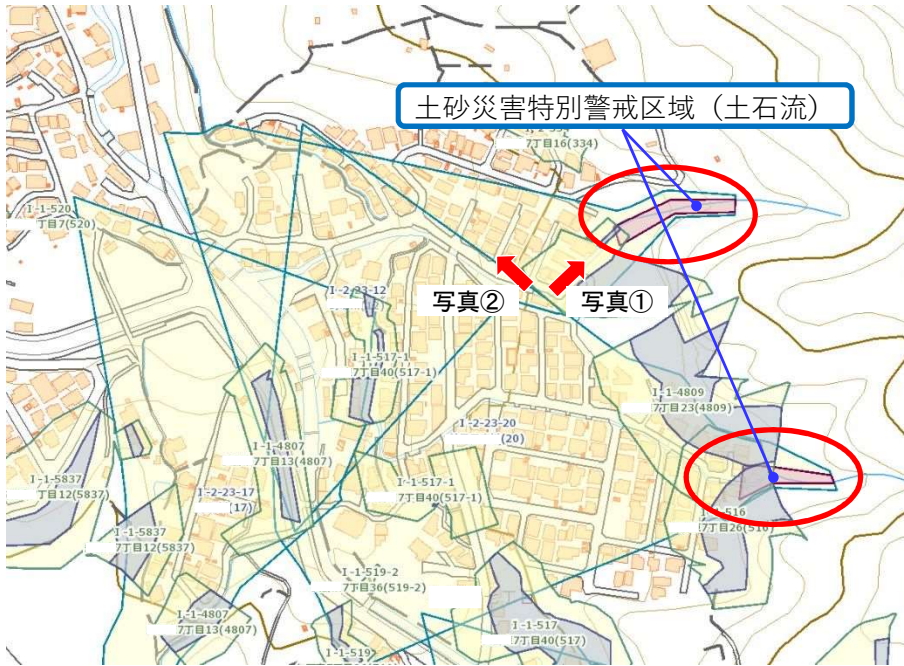 土砂災害特別警戒区域（土石流）
7丁目16(334)
I-1-520
丁目7(520)
I-2-23-12
写真②
写真①
I-1-517-1
7丁目40(517-1)
I-1-4809
7丁目23(4809)
I-2-23-20
(20)
I-1-4807
7丁目13(4807)
I-1-5837
丁目12(5837)
I-2-23-17
(17)
I-1-517-1
7丁目40(517-1)
I-1-516
7丁目26(516)
I-1-5837
7丁目12(5837)
I-1-519-2
7丁目36(519-2)
I-1-4807
7丁目13(4807)
I-1-517
7丁目40(517)
I-1-519